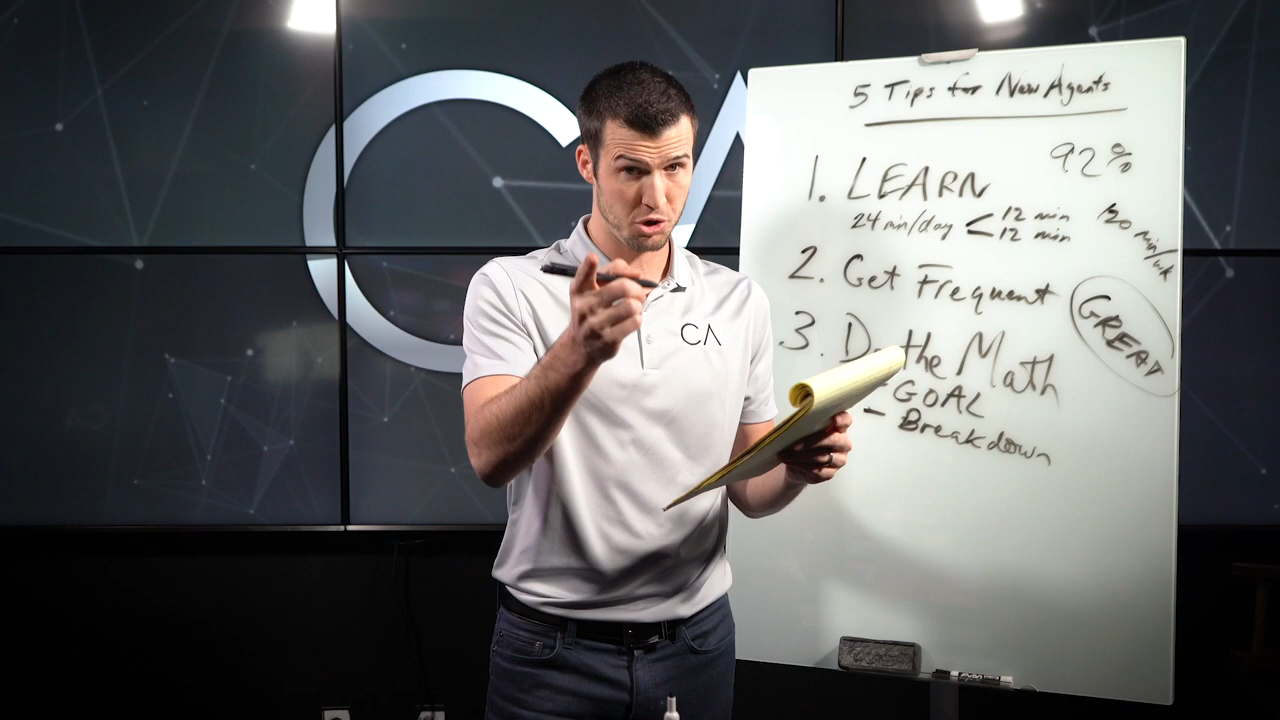 CA
CA
5 Tips for New Agents
92%
1. LEARN
24 min/day < 12 min
12 min
120 min/wk
2. Get Frequent
GREAT
3. Do the Math
- GOAL
- Breakdown